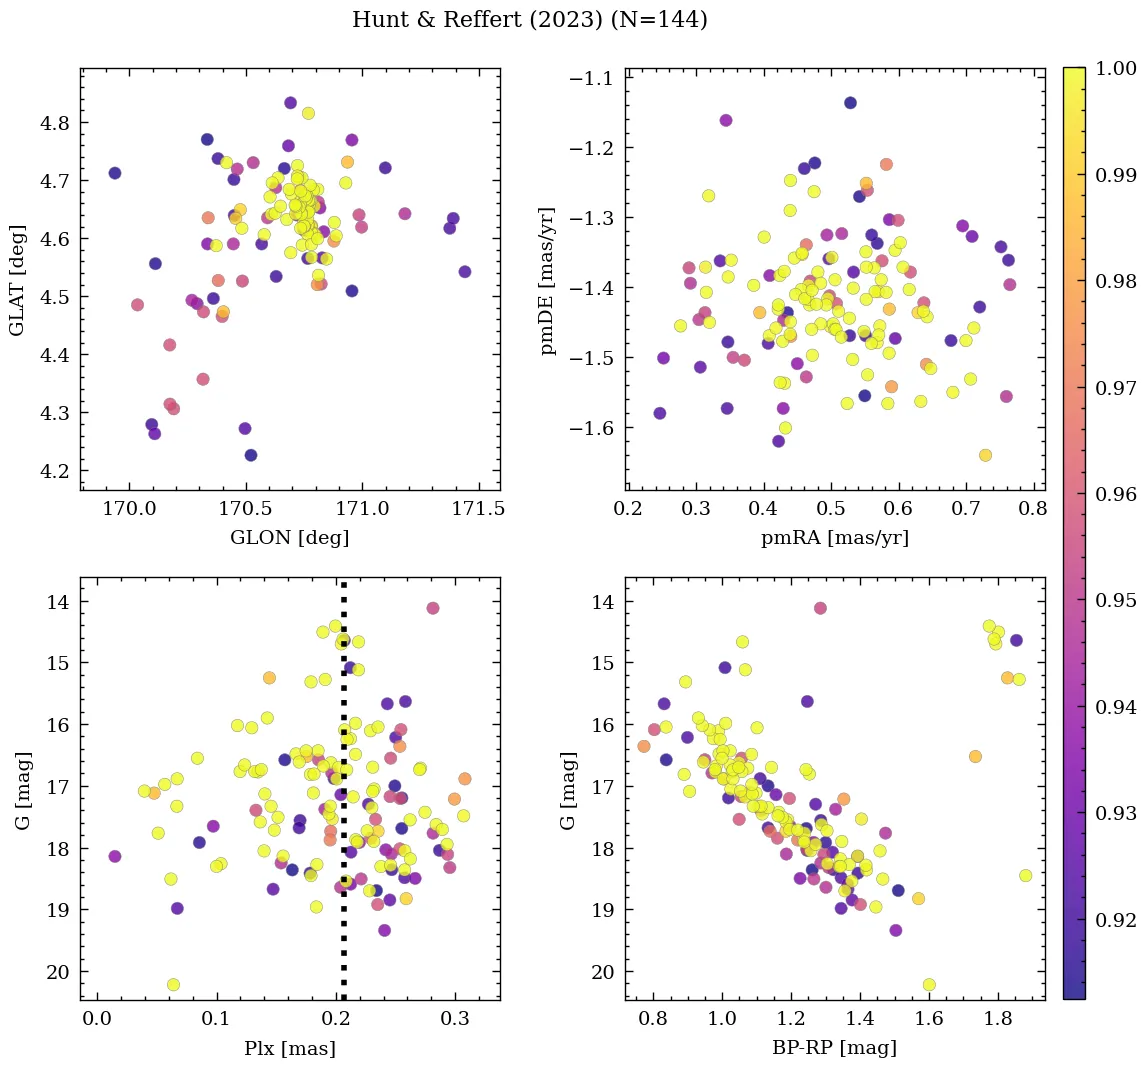 Hunt & Reffert (2023) (N=144)
4.8
4.7
4.6
4.5
4.4
4.3
4.2
GLAT [deg]
170.0 170.5 171.0 171.5
GLON [deg]
−1.1
−1.2
−1.3
−1.4
−1.5
−1.6
pmDE [mas/yr]
0.2 0.3 0.4 0.5 0.6 0.7 0.8
pmRA [mas/yr]
14
15
16
17
18
19
20
G [mag]
0.0 0.1 0.2 0.3
Plx [mas]
14
15
16
17
18
19
20
G [mag]
0.8 1.0 1.2 1.4 1.6 1.8
BP-RP [mag]
1.00
0.99
0.98
0.97
0.96
0.95
0.94
0.93
0.92